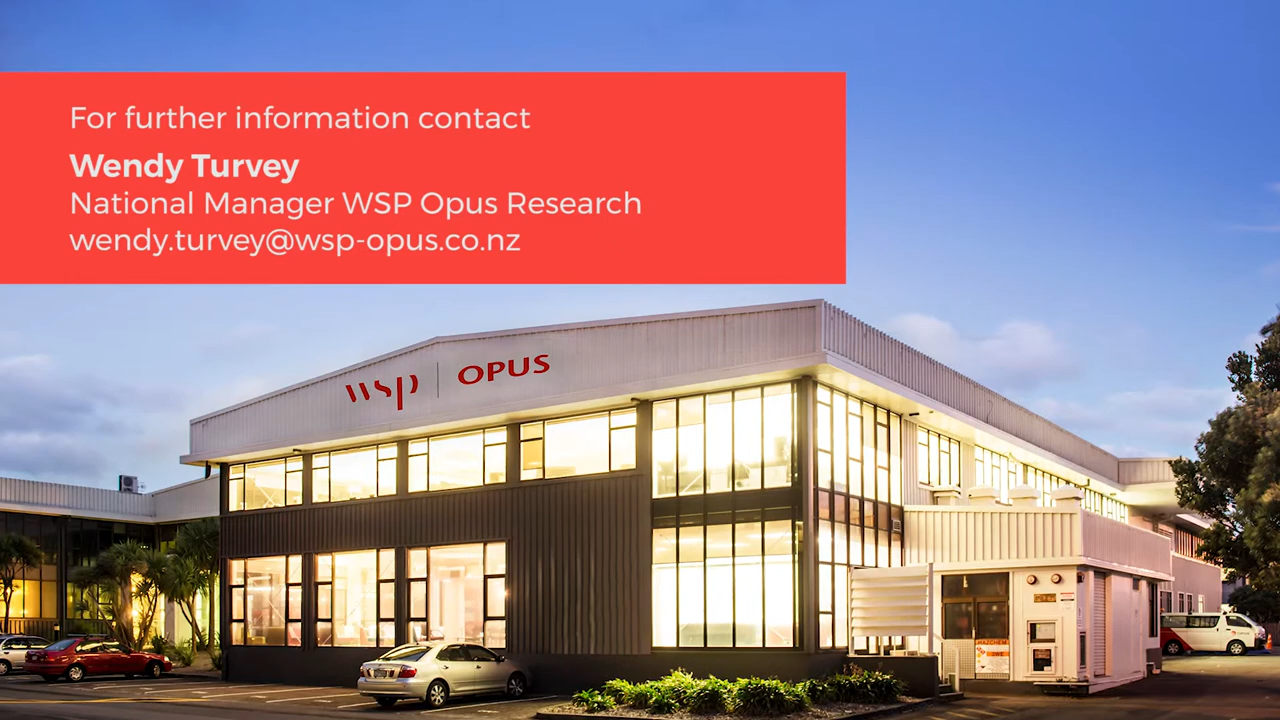 For further information contact
Wendy Turvey
National Manager WSP Opus Research
wendy.turvey@wsp-opus.co.nz
wsp | OPUS
HAZCHEM